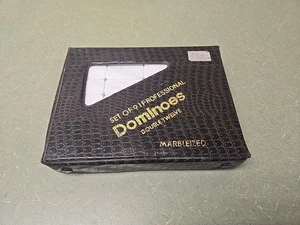 SET OF 91 PROFESSIONAL
Dominoes
DOUBLE TWELVE
MARBLEIZED